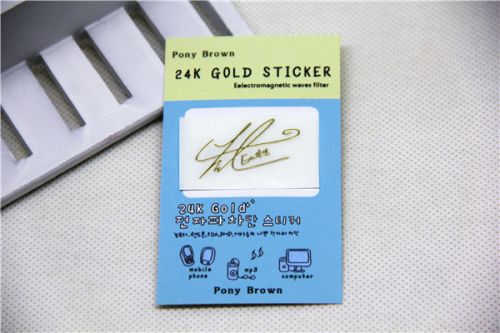 Pony Brown
24K GOLD STICKER
Eelectromagnetic waves filter
24K Gold
전자파차단 스티커
mobile phone
mp3
computer
Pony Brown